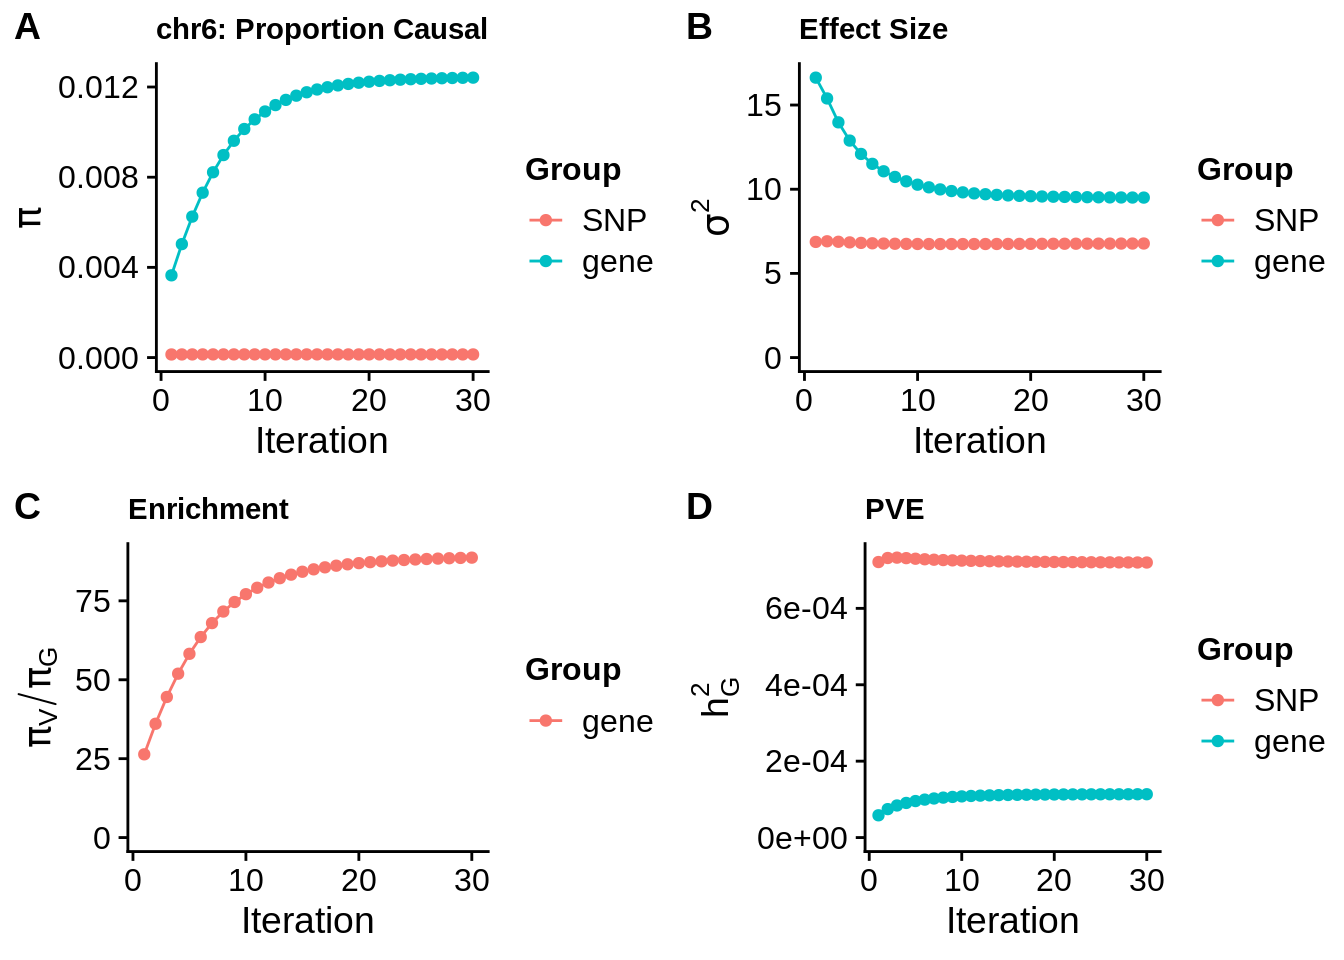 A
chr6: Proportion Causal
π
0.012
0.008
0.004
0.000
0 10 20 30
Iteration
Group
SNP
gene
B
Effect Size
σ²
15
10
5
0
0 10 20 30
Iteration
Group
SNP
gene
C
Enrichment
πV/πG
75
50
25
0
0 10 20 30
Iteration
Group
gene
D
PVE
h²G
6e-04
4e-04
2e-04
0e+00
0 10 20 30
Iteration
Group
SNP
gene